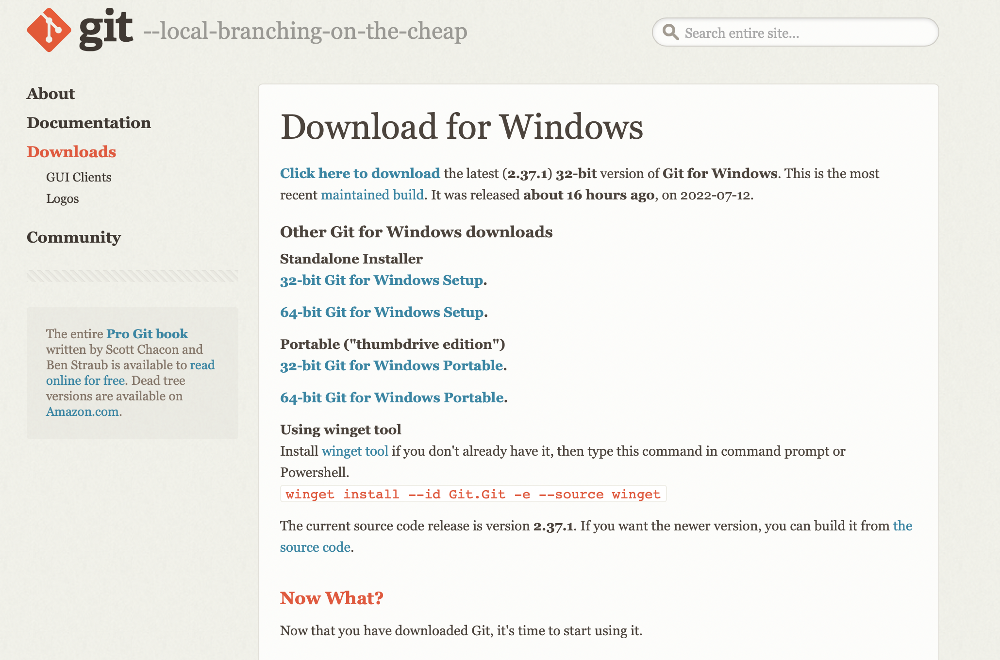 git --local-branching-on-the-cheap
Search entire site...
About
Documentation
Downloads
GUI Clients
Logos
Community
The entire Pro Git book
written by Scott Chacon and
Ben Straub is available to read
online for free. Dead tree
versions are available on
Amazon.com.
Download for Windows
Click here to download the latest (2.37.1) 32-bit version of Git for Windows. This is the most
recent maintained build. It was released about 16 hours ago, on 2022-07-12.
Other Git for Windows downloads
Standalone Installer
32-bit Git for Windows Setup.
64-bit Git for Windows Setup.
Portable ("thumbdrive edition")
32-bit Git for Windows Portable.
64-bit Git for Windows Portable.
Using winget tool
Install winget tool if you don't already have it, then type this command in command prompt or
Powershell.
winget install --id Git.Git -e --source winget
The current source code release is version 2.37.1. If you want the newer version, you can build it from the
source code.
Now What?
Now that you have downloaded Git, it's time to start using it.